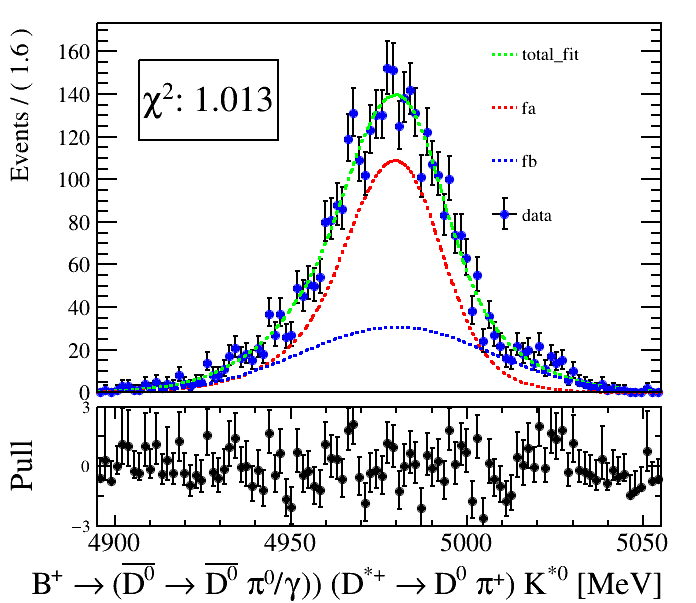 Events / ( 1.6 )
160
140
120
100
80
60
40
20
0
χ²: 1.013
total_fit
fa
fb
data
Pull
3
0
−3
4900 4950 5000 5050
B⁺ → (D̅⁰ → D̅⁰ π⁰/γ)) (D*⁺ → D⁰ π⁺) K*⁰ [MeV]